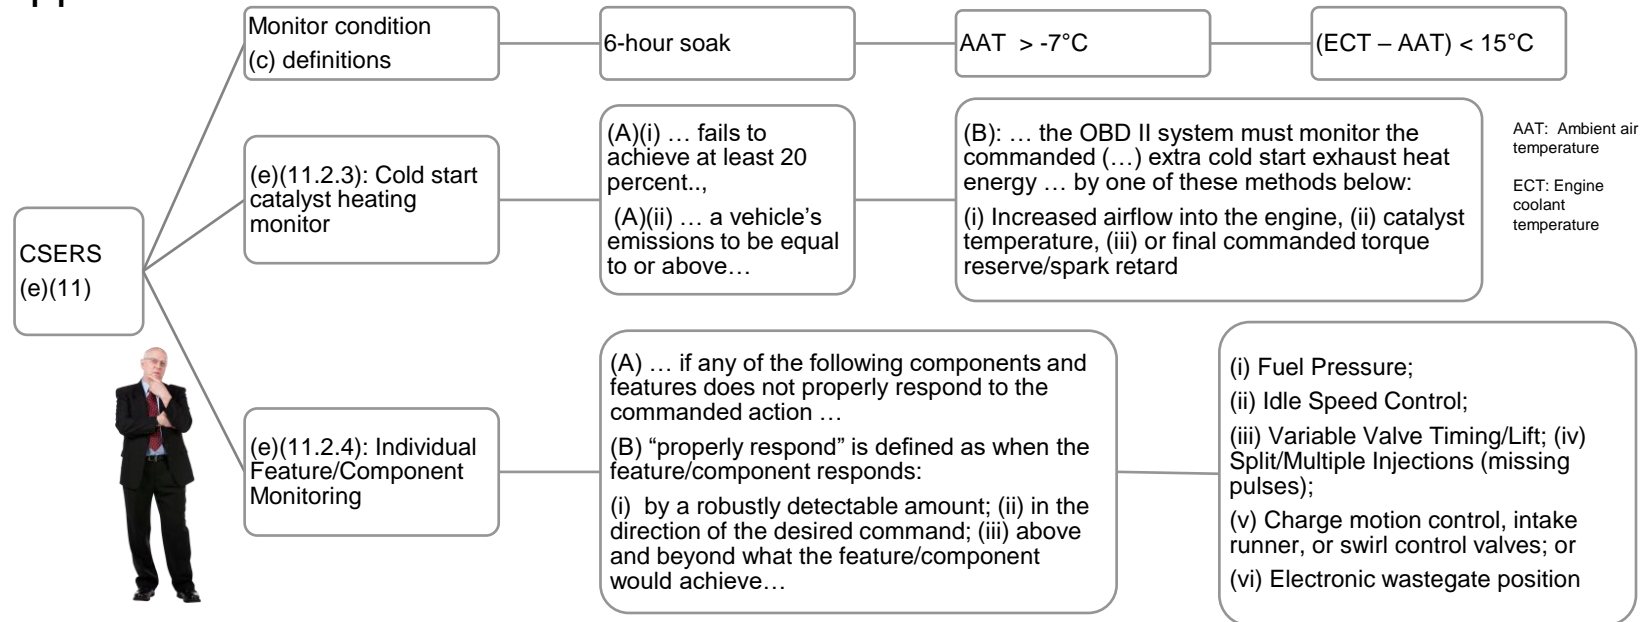 CSERS
(e)(11)
Monitor condition
(c) definitions
6-hour soak
AAT > -7°C
(ECT – AAT) < 15°C
(e)(11.2.3): Cold start
catalyst heating
monitor
(A)(i) … fails to
achieve at least 20
percent..,
(A)(ii) … a vehicle's
emissions to be equal
to or above…
(B): … the OBD II system must monitor the
commanded (…) extra cold start exhaust heat
energy … by one of these methods below:
(i) Increased airflow into the engine, (ii) catalyst
temperature, (iii) or final commanded torque
reserve/spark retard
AAT: Ambient air
temperature
ECT: Engine
coolant
temperature
(e)(11.2.4): Individual
Feature/Component
Monitoring
(A) … if any of the following components and
features does not properly respond to the
commanded action …
(B) “properly respond” is defined as when the
feature/component responds:
(i) by a robustly detectable amount; (ii) in the
direction of the desired command; (iii) above
and beyond what the feature/component
would achieve…
(i) Fuel Pressure;
(ii) Idle Speed Control;
(iii) Variable Valve Timing/Lift; (iv)
Split/Multiple Injections (missing
pulses);
(v) Charge motion control, intake
runner, or swirl control valves; or
(vi) Electronic wastegate position